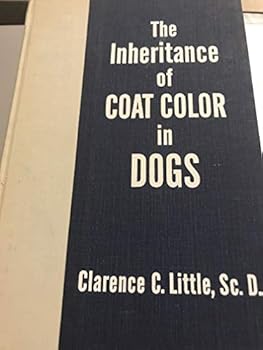 The
Inheritance
of
COAT COLOR
in
DOGS
Clarence C. Little, Sc. D.